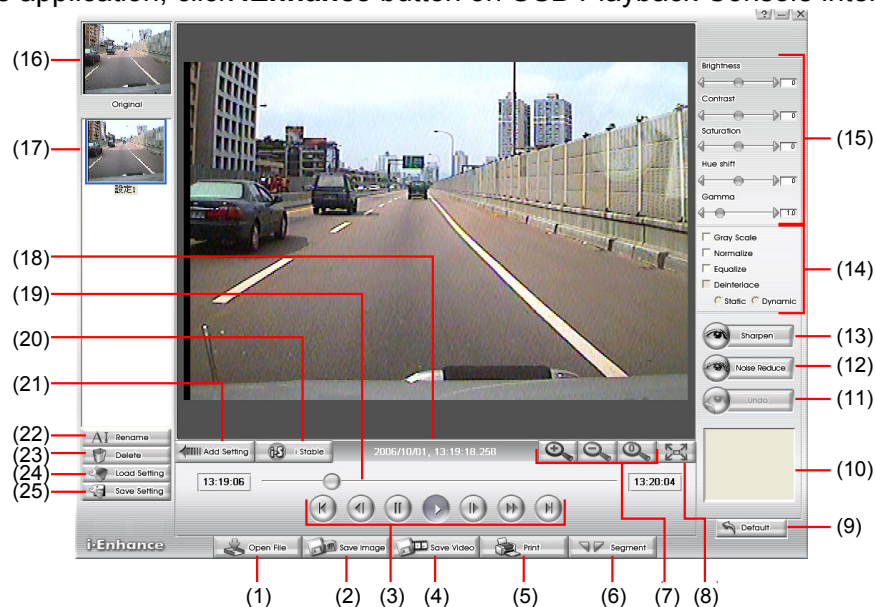 application, click i-Enhance button on USB Playback Console inter
(16)
Original
(17)
設定1
(18)
(19)
(20)
(21)
(22)
(23)
(24)
(25)
Brightness
0
Contrast
0
Saturation
0
Hue shift
0
Gamma
1.0
(15)
Gray Scale
Normalize
Equalize
Deinterlace
Static Dynamic
(14)
Sharpen
(13)
Noise Reduce
(12)
Undo
(11)
(10)
Default
(9)
AI Rename
Delete
Load Setting
Save Setting
Add Setting
i-S i Stable
2006/10/01, 13:19:18.258
13:19:06
13:20:04
i-Enhance
Open File
Save Image
Save Video
Print
Segment
(1) (2) (3) (4) (5) (6) (7) (8)